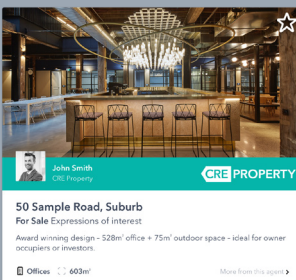 John Smith
CRE Property
CRE PROPERTY
50 Sample Road, Suburb
For Sale Expressions of interest
Award winning design – 528m² office + 75m² outdoor space – ideal for owner
occupiers or investors.
Offices 603m² More from this agent >